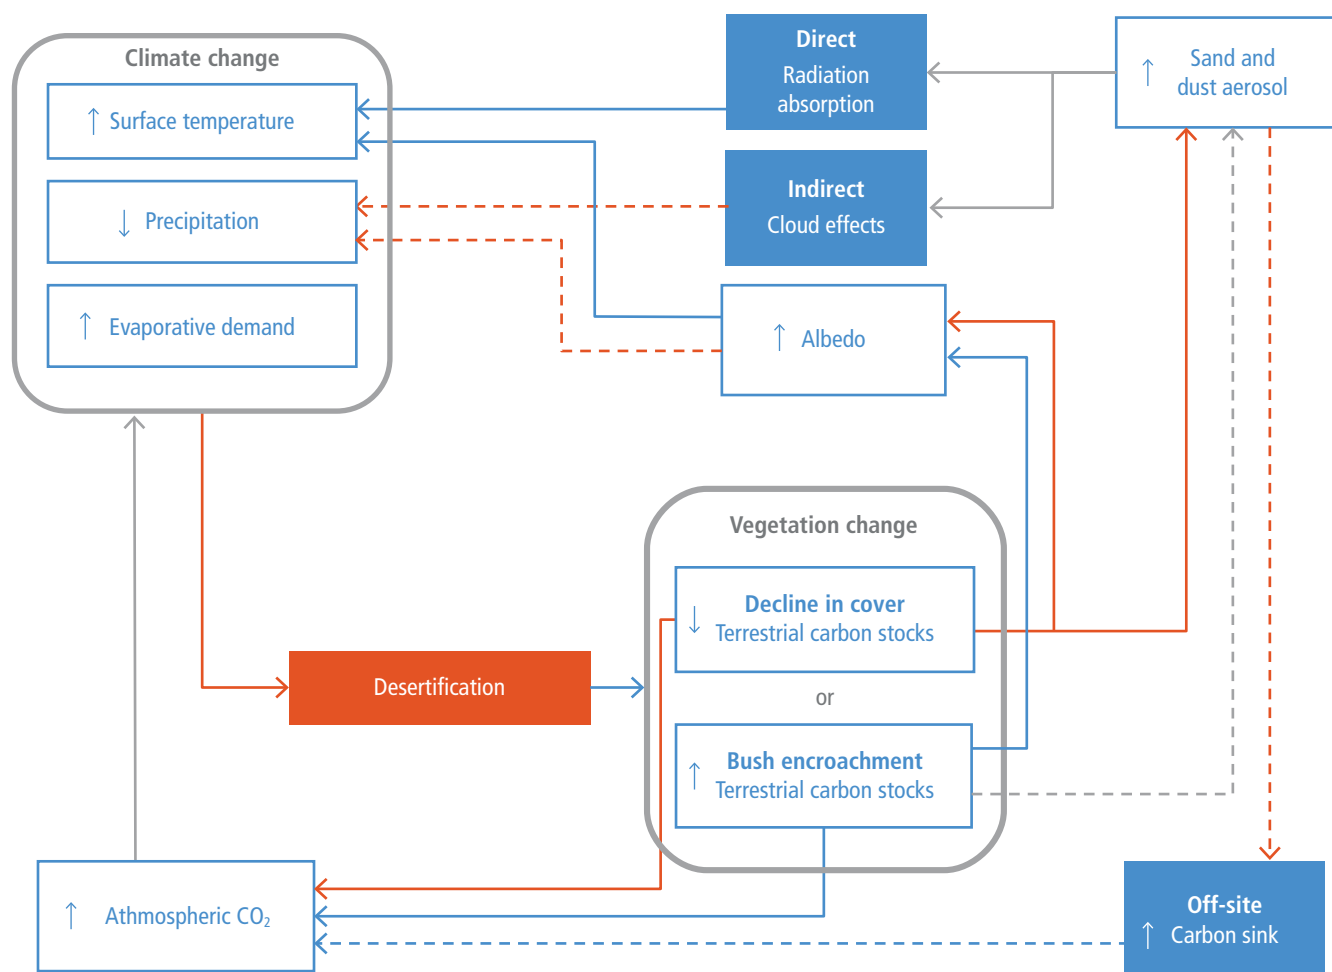 Climate change
↑ Surface temperature
↓ Precipitation
↑ Evaporative demand
Direct
Radiation
absorption
Indirect
Cloud effects
↑ Albedo
↑ Sand and
dust aerosol
Vegetation change
Decline in cover
↓ Terrestrial carbon stocks
or
Bush encroachment
↑ Terrestrial carbon stocks
Desertification
↑ Athmospheric CO₂
Off-site
↑ Carbon sink